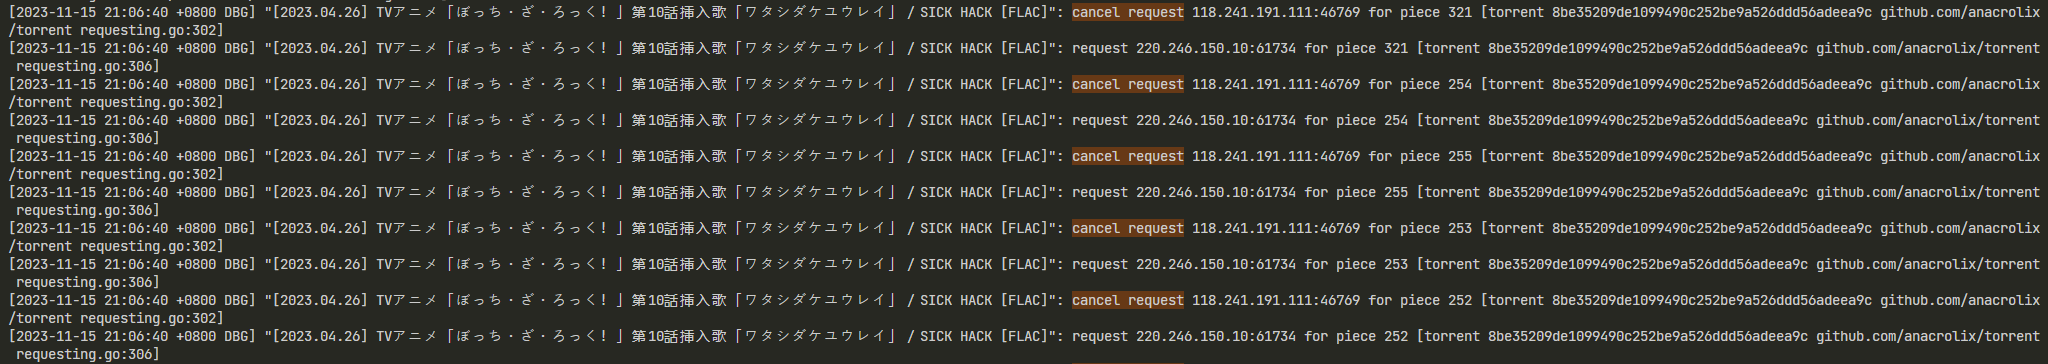 [2023-11-15 21:06:40 +0800 DBG] "[2023.04.26] TVアニメ「ぼっち・ざ・ろっく!」第10話挿入歌「ワタシダケユウレイ」 / SICK HACK [FLAC]": cancel request 118.241.191.111:46769 for piece 321 [torrent 8be35209de1099490c252be9a526ddd56adeea9c github.com/anacrolix
/torrent requesting.go:302]
[2023-11-15 21:06:40 +0800 DBG] "[2023.04.26] TVアニメ「ぼっち・ざ・ろっく!」第10話挿入歌「ワタシダケユウレイ」 / SICK HACK [FLAC]": request 220.246.150.10:61734 for piece 321 [torrent 8be35209de1099490c252be9a526ddd56adeea9c github.com/anacrolix/torrent
requesting.go:306]
[2023-11-15 21:06:40 +0800 DBG] "[2023.04.26] TVアニメ「ぼっち・ざ・ろっく!」第10話挿入歌「ワタシダケユウレイ」 / SICK HACK [FLAC]": cancel request 118.241.191.111:46769 for piece 254 [torrent 8be35209de1099490c252be9a526ddd56adeea9c github.com/anacrolix
/torrent requesting.go:302]
[2023-11-15 21:06:40 +0800 DBG] "[2023.04.26] TVアニメ「ぼっち・ざ・ろっく!」第10話挿入歌「ワタシダケユウレイ」 / SICK HACK [FLAC]": request 220.246.150.10:61734 for piece 254 [torrent 8be35209de1099490c252be9a526ddd56adeea9c github.com/anacrolix/torrent
requesting.go:306]
[2023-11-15 21:06:40 +0800 DBG] "[2023.04.26] TVアニメ「ぼっち・ざ・ろっく!」第10話挿入歌「ワタシダケユウレイ」 / SICK HACK [FLAC]": cancel request 118.241.191.111:46769 for piece 255 [torrent 8be35209de1099490c252be9a526ddd56adeea9c github.com/anacrolix
/torrent requesting.go:302]
[2023-11-15 21:06:40 +0800 DBG] "[2023.04.26] TVアニメ「ぼっち・ざ・ろっく!」第10話挿入歌「ワタシダケユウレイ」 / SICK HACK [FLAC]": request 220.246.150.10:61734 for piece 255 [torrent 8be35209de1099490c252be9a526ddd56adeea9c github.com/anacrolix/torrent
requesting.go:306]
[2023-11-15 21:06:40 +0800 DBG] "[2023.04.26] TVアニメ「ぼっち・ざ・ろっく!」第10話挿入歌「ワタシダケユウレイ」 / SICK HACK [FLAC]": cancel request 118.241.191.111:46769 for piece 253 [torrent 8be35209de1099490c252be9a526ddd56adeea9c github.com/anacrolix
/torrent requesting.go:302]
[2023-11-15 21:06:40 +0800 DBG] "[2023.04.26] TVアニメ「ぼっち・ざ・ろっく!」第10話挿入歌「ワタシダケユウレイ」 / SICK HACK [FLAC]": request 220.246.150.10:61734 for piece 253 [torrent 8be35209de1099490c252be9a526ddd56adeea9c github.com/anacrolix/torrent
requesting.go:306]
[2023-11-15 21:06:40 +0800 DBG] "[2023.04.26] TVアニメ「ぼっち・ざ・ろっく!」第10話挿入歌「ワタシダケユウレイ」 / SICK HACK [FLAC]": cancel request 118.241.191.111:46769 for piece 252 [torrent 8be35209de1099490c252be9a526ddd56adeea9c github.com/anacrolix
/torrent requesting.go:302]
[2023-11-15 21:06:40 +0800 DBG] "[2023.04.26] TVアニメ「ぼっち・ざ・ろっく!」第10話挿入歌「ワタシダケユウレイ」 / SICK HACK [FLAC]": request 220.246.150.10:61734 for piece 252 [torrent 8be35209de1099490c252be9a526ddd56adeea9c github.com/anacrolix/torrent
requesting.go:306]